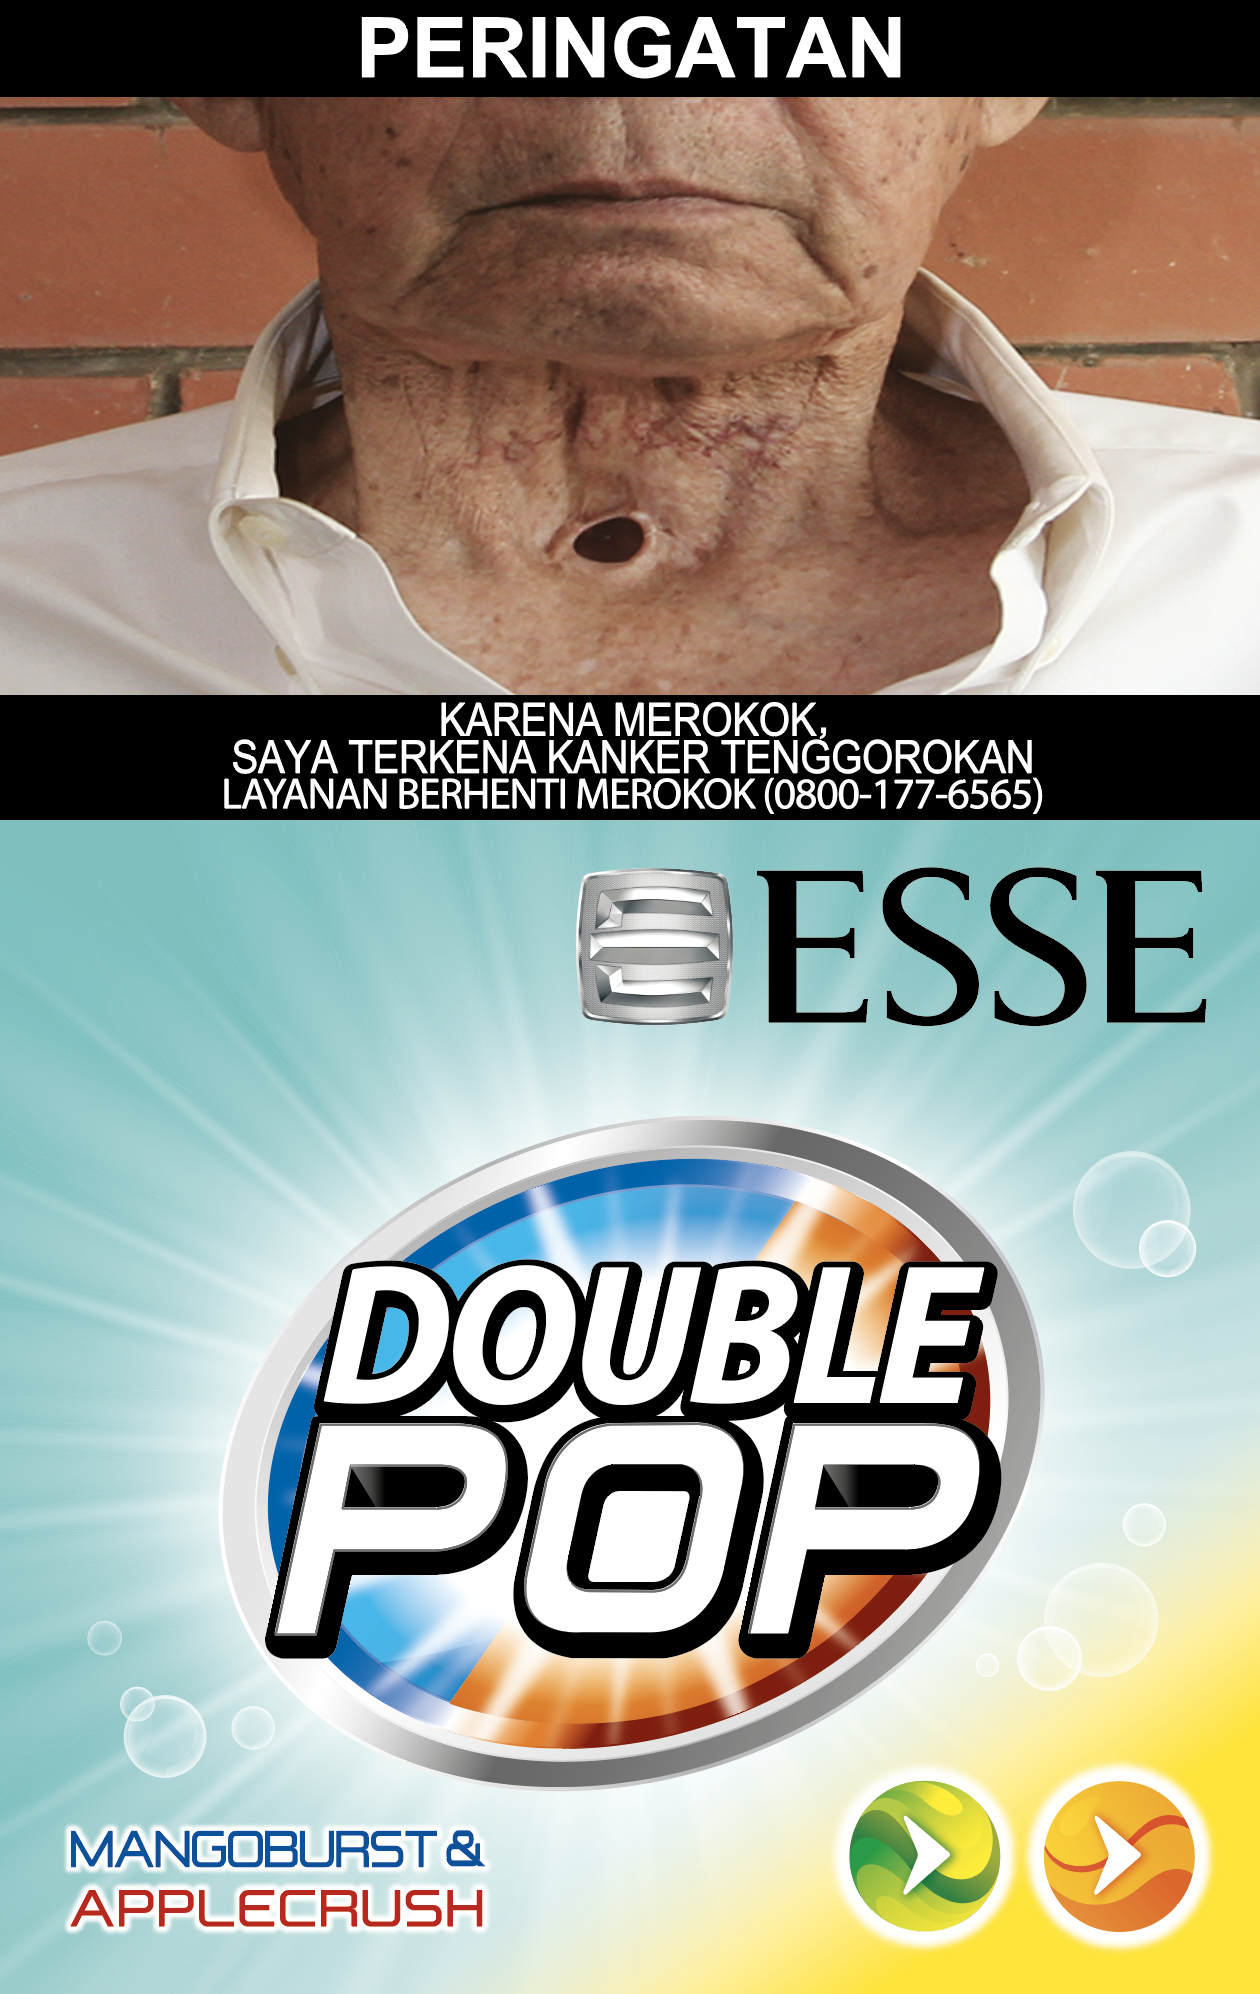 PERINGATAN
KARENA MEROKOK,
SAYA TERKENA KANKER TENGGOROKAN
LAYANAN BERHENTI MEROKOK (0800-177-6565)
ESSE
DOUBLE
POP
MANGOBURST &
APPLECRUSH